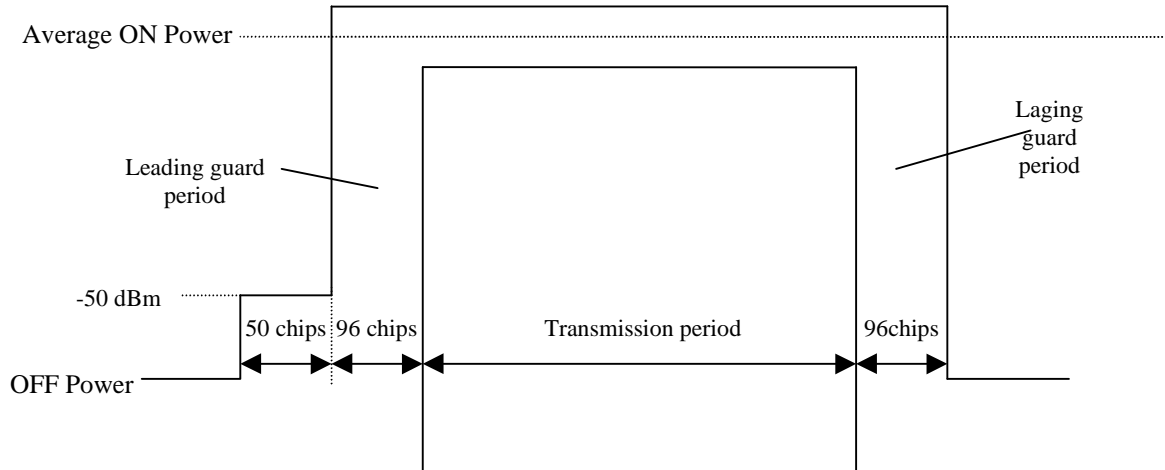 Average ON Power
Laging
guard
period
Leading guard
period
-50 dBm
50 chips
96 chips
Transmission period
96chips
OFF Power